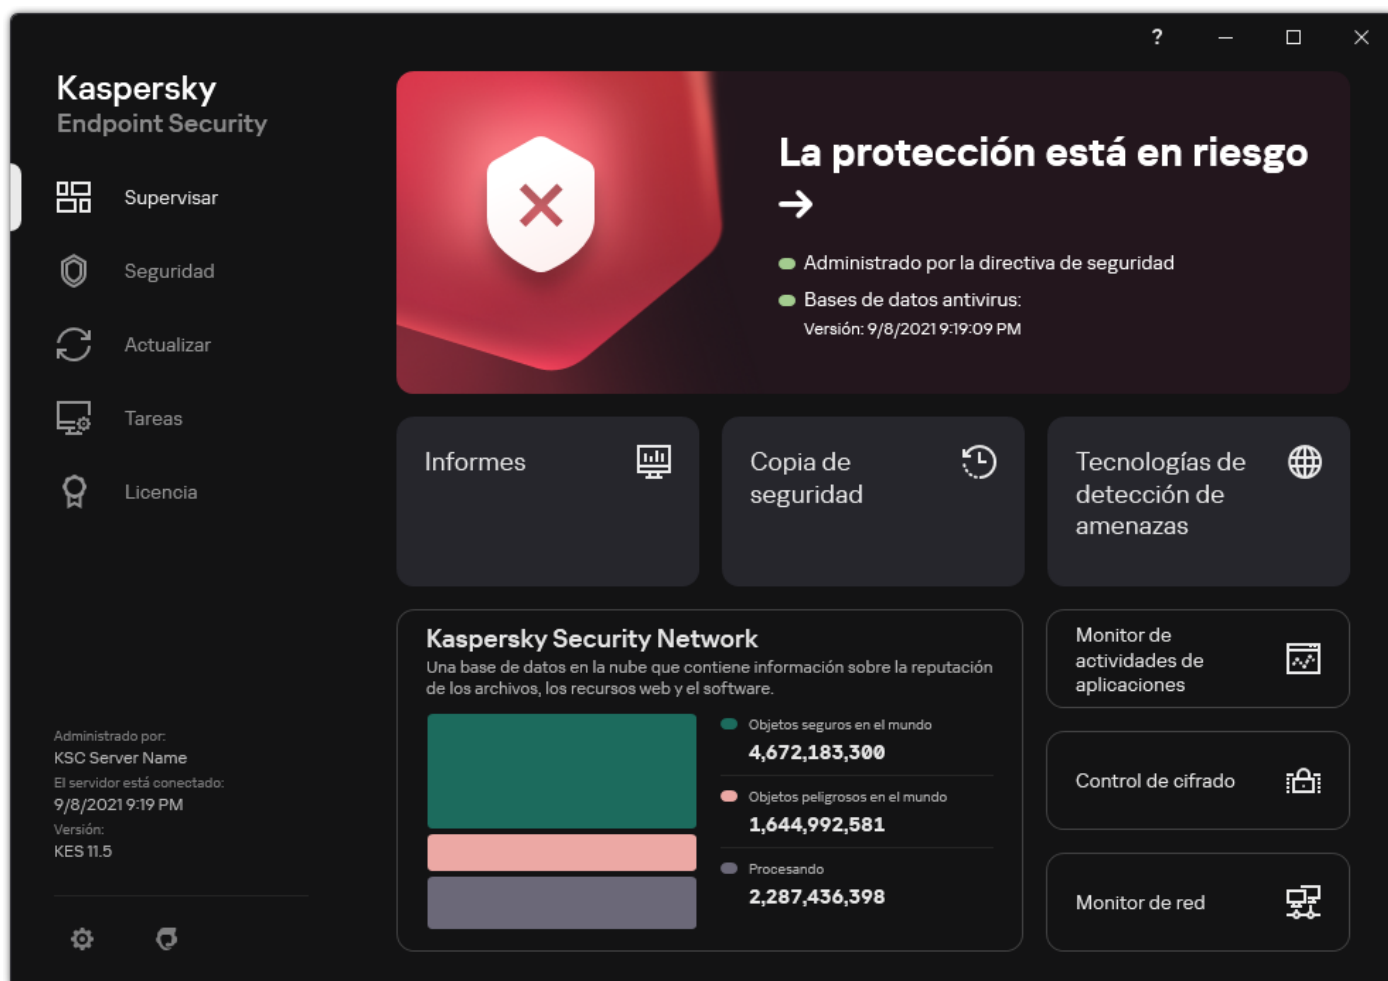 ?
Kaspersky
Endpoint Security
Supervisar
Seguridad
Actualizar
Tareas
Licencia
Administrado por:
KSC Server Name
El servidor está conectado:
9/8/2021 9:19 PM
Versión:
KES 11.5
La protección está en riesgo
Administrado por la directiva de seguridad
Bases de datos antivirus:
Versión: 9/8/2021 9:19:09 PM
Informes
Copia de
seguridad
Tecnologías de
detección de
amenazas
Kaspersky Security Network
Una base de datos en la nube que contiene información sobre la reputación
de los archivos, los recursos web y el software.
Objetos seguros en el mundo
4,672,183,300
Objetos peligrosos en el mundo
1,644,992,581
Procesando
2,287,436,398
Monitor de
actividades de
aplicaciones
Control de cifrado
Monitor de red